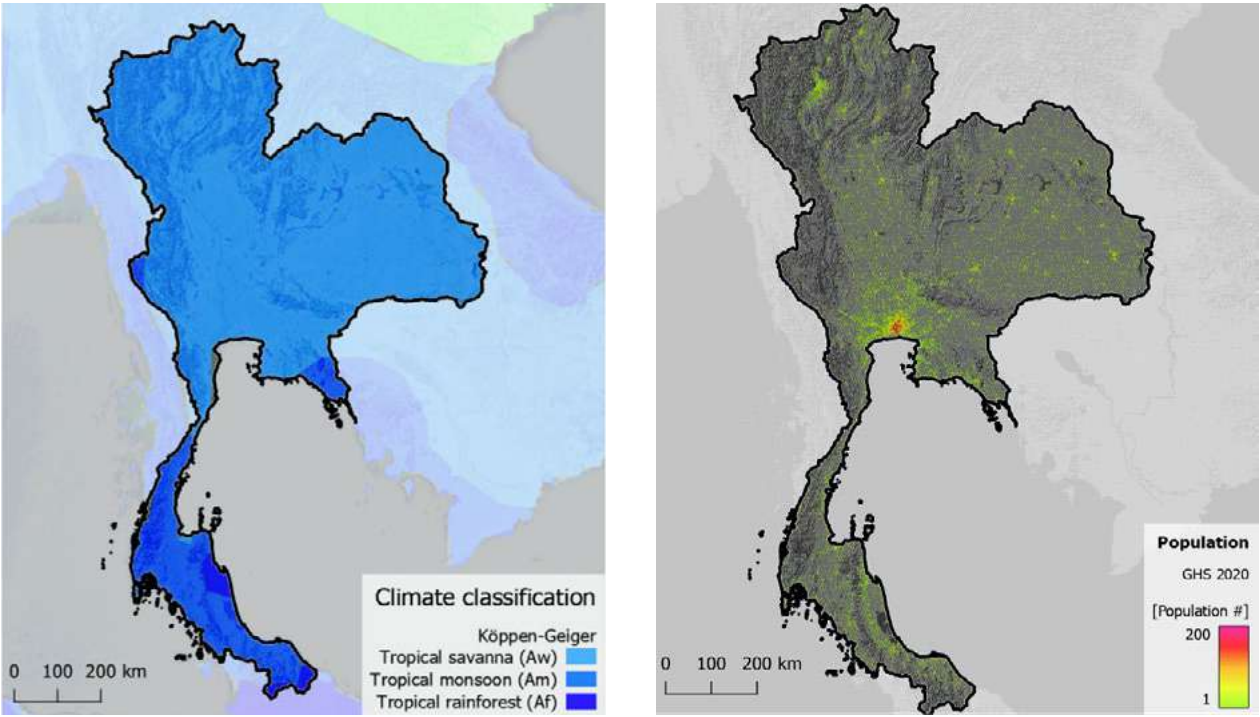 Climate classification
Köppen-Geiger
Tropical savanna (Aw)
Tropical monsoon (Am)
Tropical rainforest (Af)
0 100 200 km
Population
GHS 2020
[Population #]
200
1
0 100 200 km